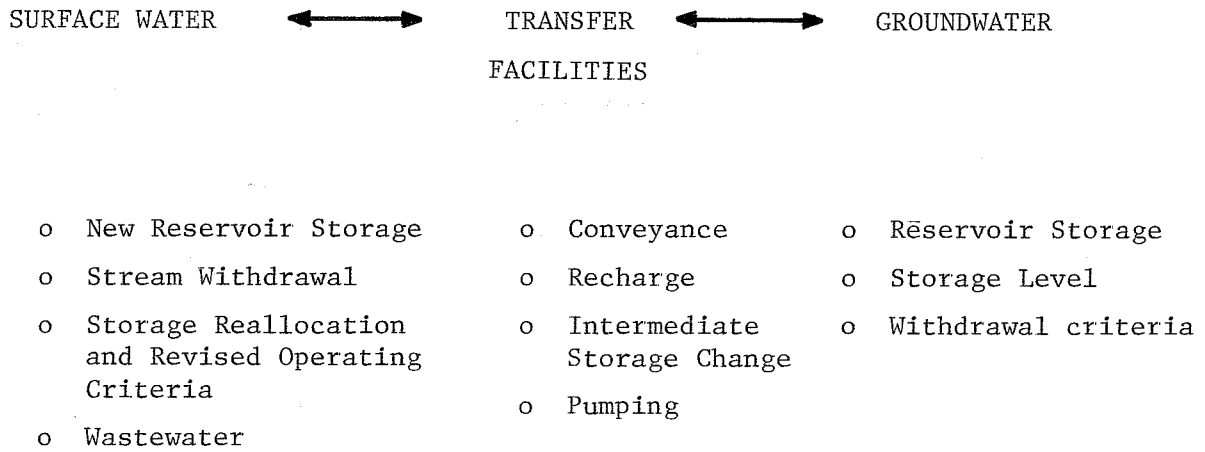 SURFACE WATER TRANSFER GROUNDWATER
FACILITIES
o New Reservoir Storage
o Stream Withdrawal
o Storage Reallocation
and Revised Operating
Criteria
o Wastewater
o Conveyance
o Recharge
o Intermediate
Storage Change
o Pumping
o Reservoir Storage
o Storage Level
o Withdrawal criteria